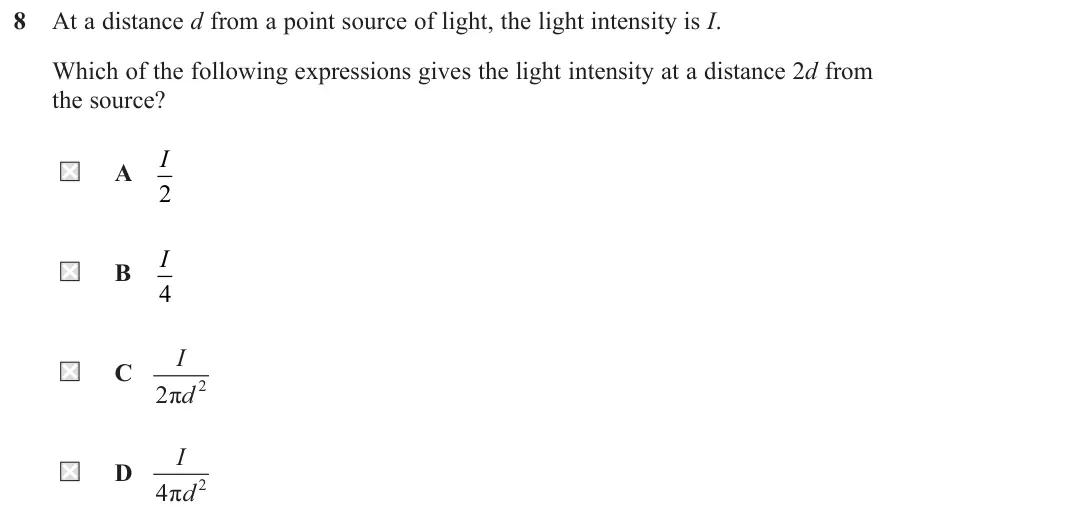 8 At a distance d from a point source of light, the light intensity is I.
Which of the following expressions gives the light intensity at a distance 2d from
the source?
A I/2
B I/4
C I/2πd²
D I/4πd²